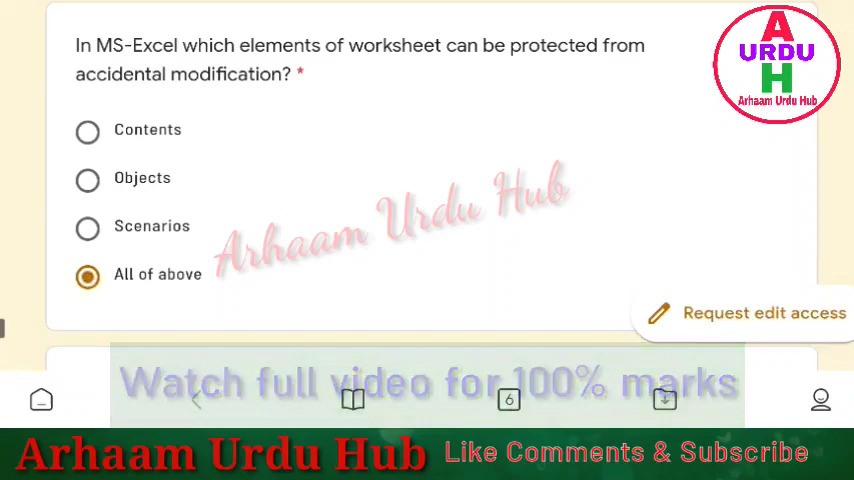 In MS-Excel which elements of worksheet can be protected from
accidental modification? *
Contents
Objects
Scenarios
All of above
A
URDU
H
Arhaam Urdu Hub
Arhaam Urdu Hub
Request edit access
Watch full video for 100% marks
6
Arhaam Urdu Hub Like Comments & Subscribe